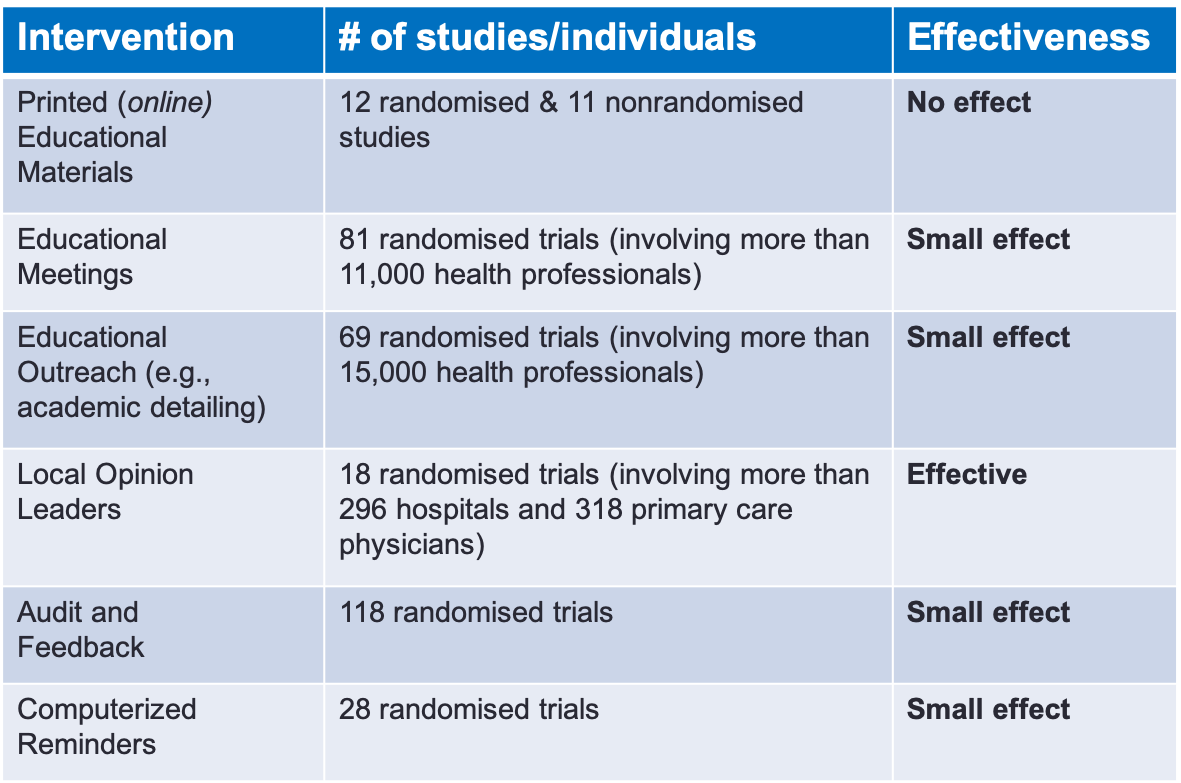 Intervention
# of studies/individuals
Effectiveness
Printed (online)
Educational
Materials
12 randomised & 11 nonrandomised
studies
No effect
Educational
Meetings
81 randomised trials (involving more than
11,000 health professionals)
Small effect
Educational
Outreach (e.g.,
academic detailing)
69 randomised trials (involving more than
15,000 health professionals)
Small effect
Local Opinion
Leaders
18 randomised trials (involving more than
296 hospitals and 318 primary care
physicians)
Effective
Audit and
Feedback
118 randomised trials
Small effect
Computerized
Reminders
28 randomised trials
Small effect